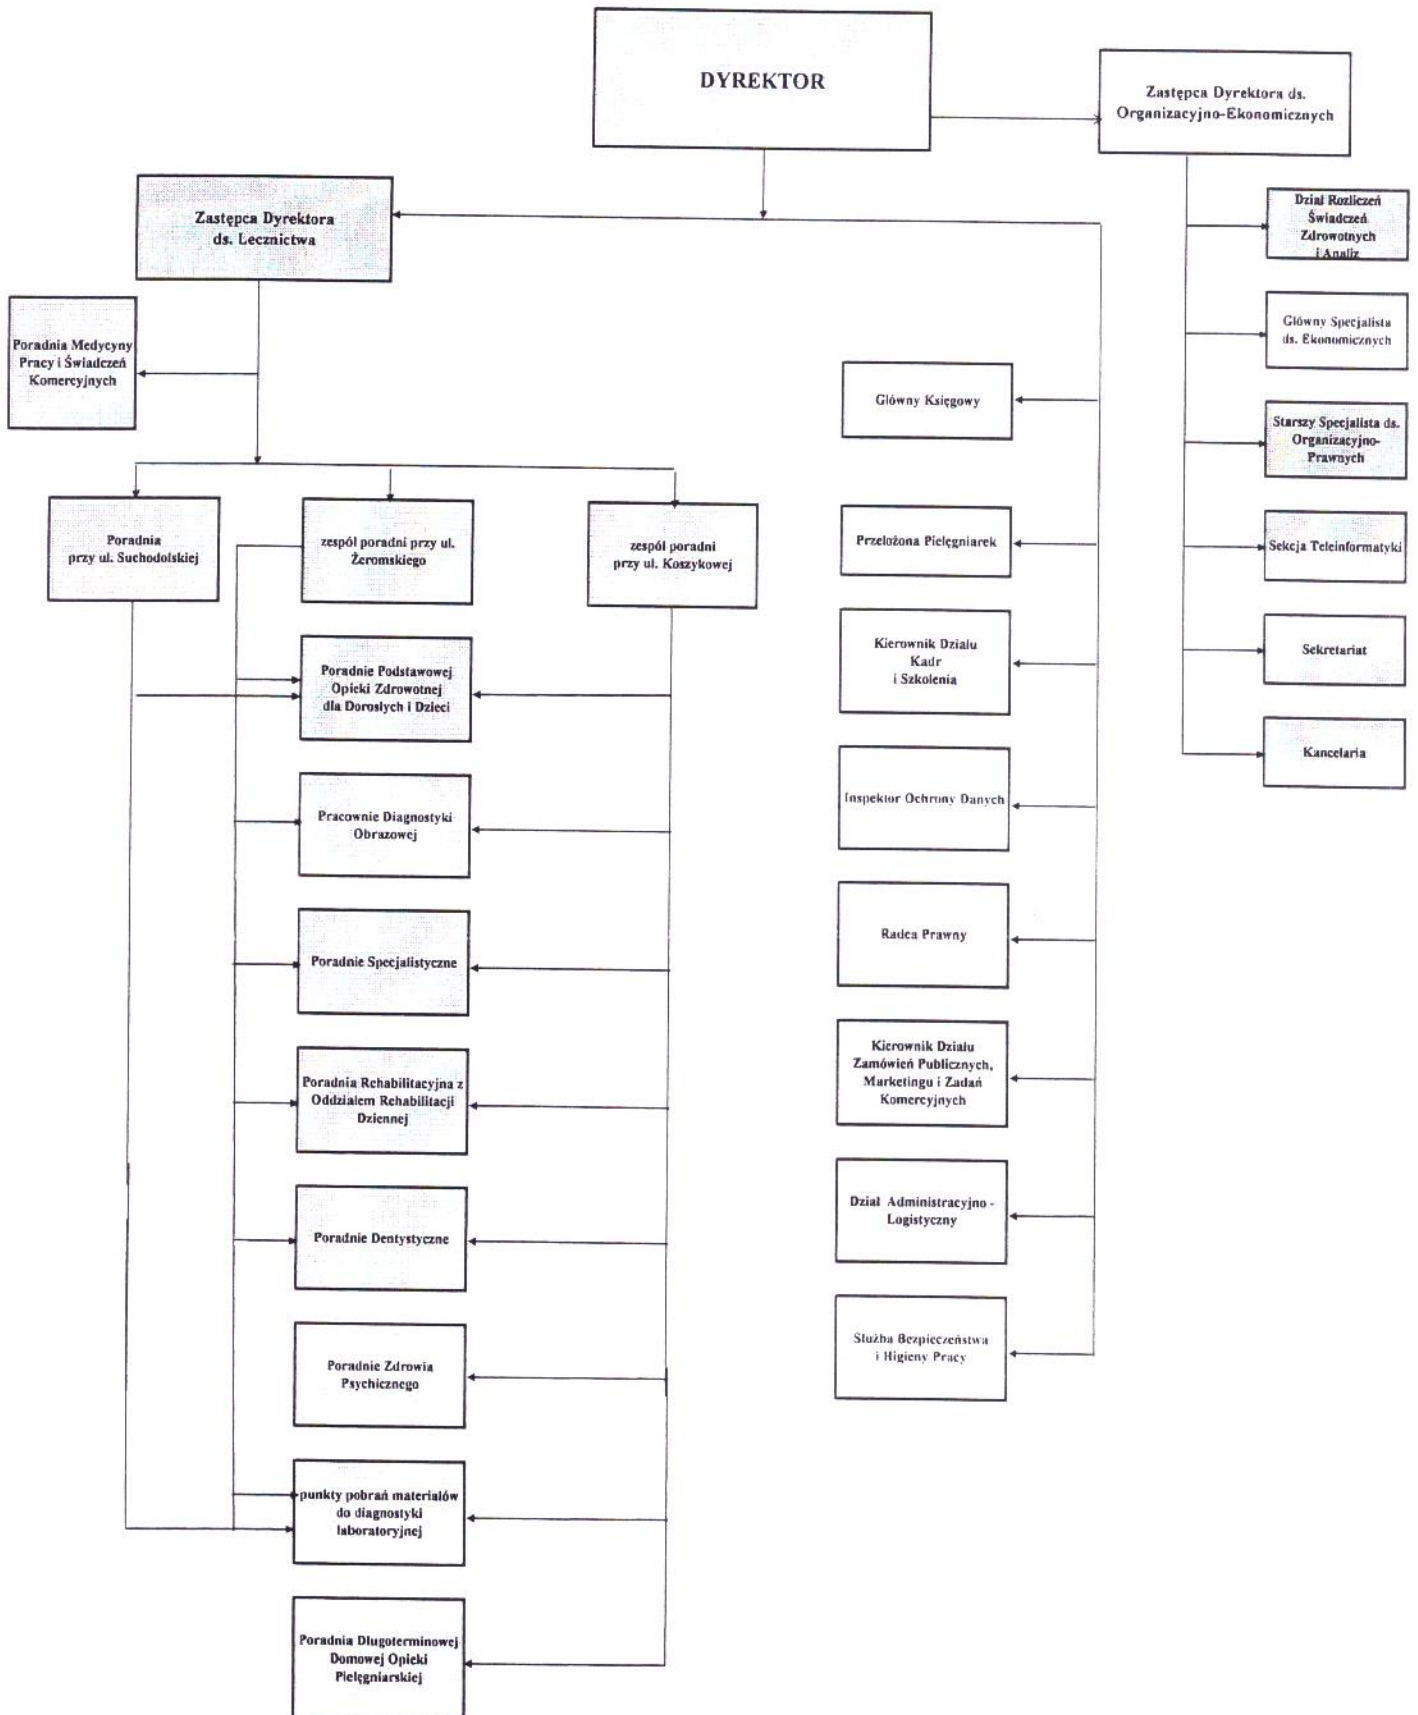 DYREKTOR
Zastępca Dyrektora ds.
Organizacyjno-Ekonomicznych
Zastępca Dyrektora
ds. Lecznictwa
Dział Rozliczeń
Świadczeń
Zdrowotnych
i Analiz
Główny Specjalista
ds. Ekonomicznych
Starszy Specjalista ds.
Organizacyjno-
Prawnych
Sekcja Teleinformatyki
Sekretariat
Kancelaria
Poradnia Medycyny
Pracy i Świadczeń
Komercyjnych
Poradnia
przy ul. Suchodolskiej
zespół poradni przy ul.
Żeromskiego
zespół poradni
przy ul. Koszykowej
Poradnie Podstawowej
Opieki Zdrowotnej
dla Dorosłych i Dzieci
Pracownie Diagnostyki
Obrazowej
Poradnie Specjalistyczne
Poradnia Rehabilitacyjna z
Oddziałem Rehabilitacji
Dziennej
Poradnie Dentystyczne
Poradnie Zdrowia
Psychicznego
punkty pobrań materiałów
do diagnostyki
laboratoryjnej
Poradnia Długoterminowej
Domowej Opieki
Pielęgniarskiej
Główny Księgowy
Przełożona Pielęgniarek
Kierownik Działu
Kadr
i Szkolenia
Inspektor Ochrony Danych
Radca Prawny
Kierownik Działu
Zamówień Publicznych,
Marketingu i Zadań
Komercyjnych
Dział Administracyjno -
Logistyczny
Służba Bezpieczeństwa
i Higieny Pracy